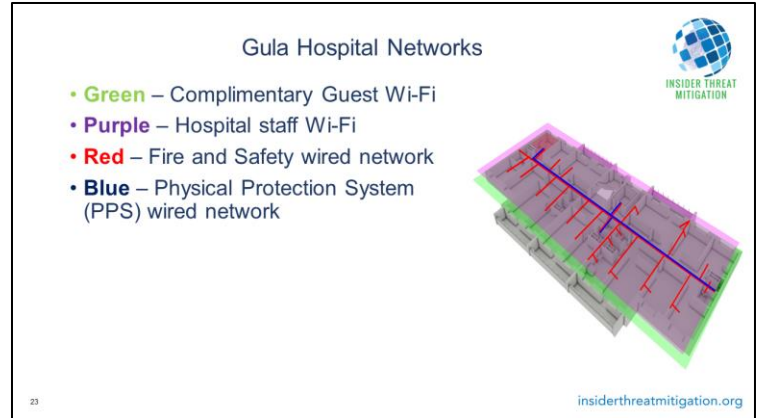 Gula Hospital Networks
INSIDER THREAT
MITIGATION
• Green – Complimentary Guest Wi-Fi
• Purple – Hospital staff Wi-Fi
• Red – Fire and Safety wired network
• Blue – Physical Protection System
(PPS) wired network
23
insiderthreatmitigation.org